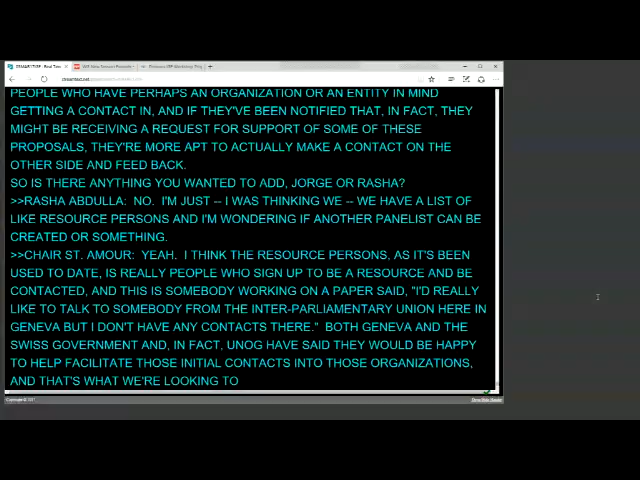 PEOPLE WHO HAVE PERHAPS AN ORGANIZATION OR AN ENTITY IN MIND
GETTING A CONTACT IN, AND IF THEY'VE BEEN NOTIFIED THAT, IN FACT, THEY
MIGHT BE RECEIVING A REQUEST FOR SUPPORT OF SOME OF THESE
PROPOSALS, THEY'RE MORE APT TO ACTUALLY MAKE A CONTACT ON THE
OTHER SIDE AND FEED BACK.
SO IS THERE ANYTHING YOU WANTED TO ADD, JORGE OR RASHA?
>>RASHA ABDULLA:  NO.  I'M JUST -- I WAS THINKING WE -- WE HAVE A LIST OF
LIKE RESOURCE PERSONS AND I'M WONDERING IF ANOTHER PANELIST CAN BE
CREATED OR SOMETHING.
>>CHAIR ST. AMOUR:  YEAH.  I THINK THE RESOURCE PERSONS, AS IT'S BEEN
USED TO DATE, IS REALLY PEOPLE WHO SIGN UP TO BE A RESOURCE AND BE
CONTACTED, AND THIS IS SOMEBODY WORKING ON A PAPER SAID, "I'D REALLY
LIKE TO TALK TO SOMEBODY FROM THE INTER-PARLIAMENTARY UNION HERE IN
GENEVA BUT I DON'T HAVE ANY CONTACTS THERE."  BOTH GENEVA AND THE
SWISS GOVERNMENT AND, IN FACT, UNOG HAVE SAID THEY WOULD BE HAPPY
TO HELP FACILITATE THOSE INITIAL CONTACTS INTO THOSE ORGANIZATIONS,
AND THAT'S WHAT WE'RE LOOKING TO